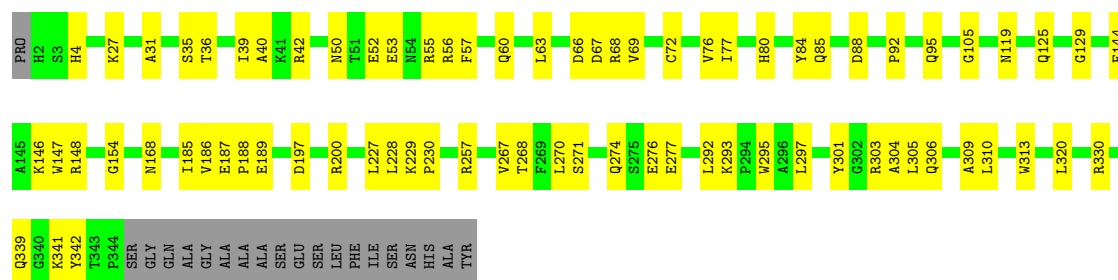 PRO H2 S3 H4 K27 A31 S35 T36 I39 A40 K41 R42 N50 T51 E52 E53 N54 R55 R56 F57 Q60 L63 D66 D67 R68 V69 C72 V76 I77 H80 Y84 Q85 D88 P92 Q95 G105 N119 Q125 G129 E144
A145 K146 W147 R148 G154 N168 I185 V186 E187 P188 E189 D197 R200 L227 L228 K229 P230 R257 V267 T268 F269 L270 S271 Q274 S275 E276 E277 L292 K293 P294 W295 A296 L297 Y301 G302 R303 A304 L305 Q306 A309 L310 W313 L320 R330
Q339 G340 K341 Y342 T343 P344 SER GLY GLN ALA GLY ALA ALA ALA SER GLU SER LEU PHE ILE SER ASN HIS ALA TYR